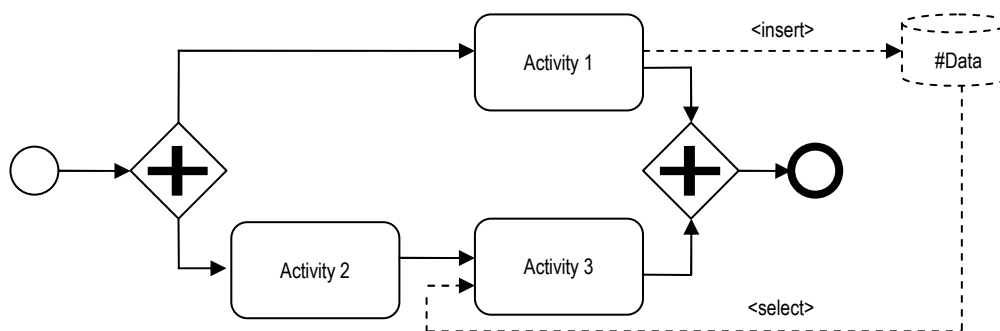 <insert>
Activity 1
#Data
Activity 2
Activity 3
<select>